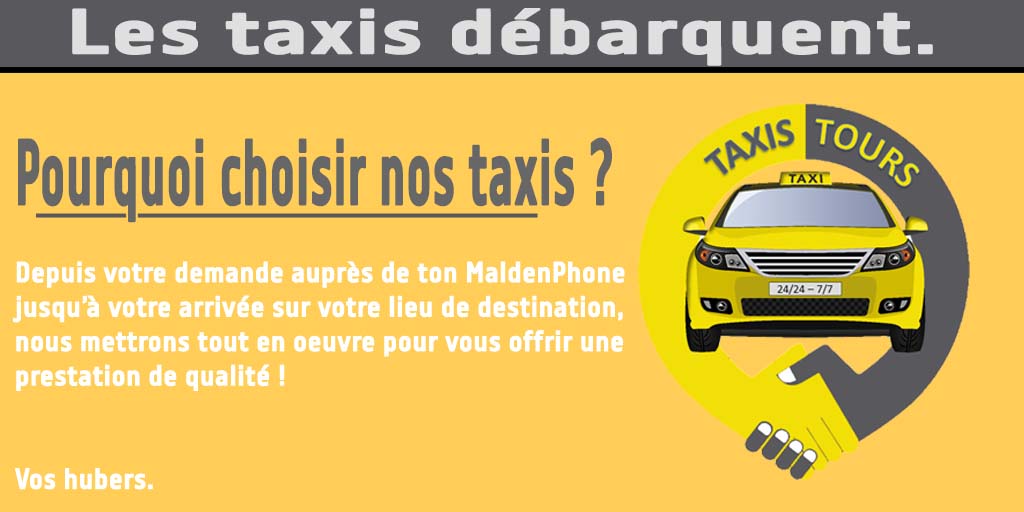 Les taxis débarquent.
Pourquoi choisir nos taxis ?
Depuis votre demande auprès de ton MaldenPhone
jusqu'à votre arrivée sur votre lieu de destination,
nous mettrons tout en oeuvre pour vous offrir une
prestation de qualité !
Vos hubers.
TAXIS TOURS
TAXI
24/24 – 7/7